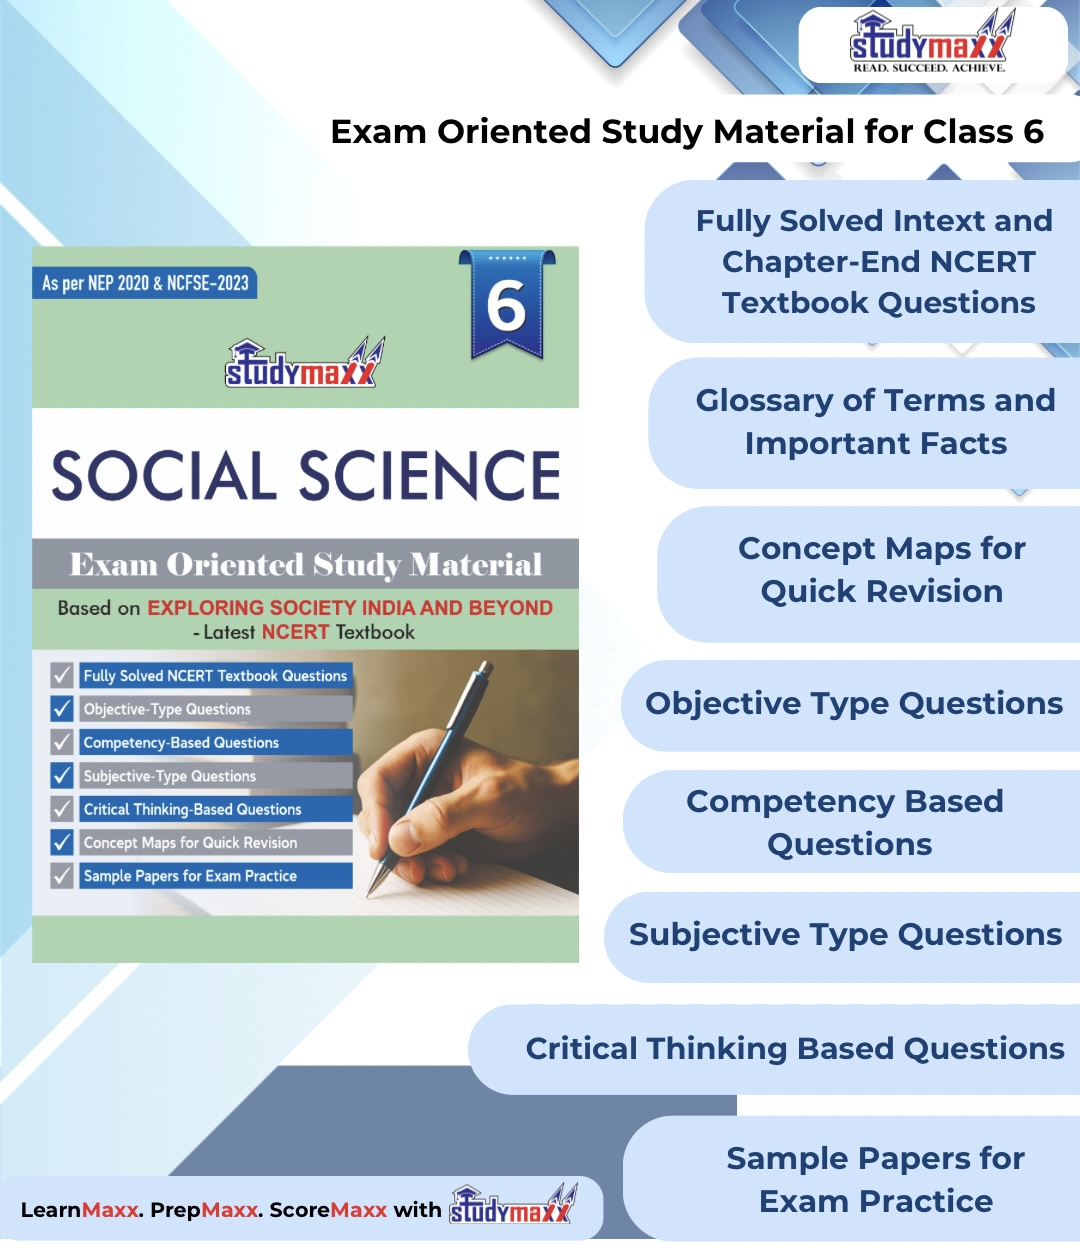 studymaxx
READ. SUCCEED. ACHIEVE.
Exam Oriented Study Material for Class 6
As per NEP 2020 & NCFSE-2023
6
studymaxx
SOCIAL SCIENCE
Exam Oriented Study Material
Based on EXPLORING SOCIETY INDIA AND BEYOND
- Latest NCERT Textbook
Fully Solved NCERT Textbook Questions
Objective-Type Questions
Competency-Based Questions
Subjective-Type Questions
Critical Thinking-Based Questions
Concept Maps for Quick Revision
Sample Papers for Exam Practice
Fully Solved Intext and
Chapter-End NCERT
Textbook Questions
Glossary of Terms and
Important Facts
Concept Maps for
Quick Revision
Objective Type Questions
Competency Based
Questions
Subjective Type Questions
Critical Thinking Based Questions
Sample Papers for
Exam Practice
LearnMaxx. PrepMaxx. ScoreMaxx with studymaxx